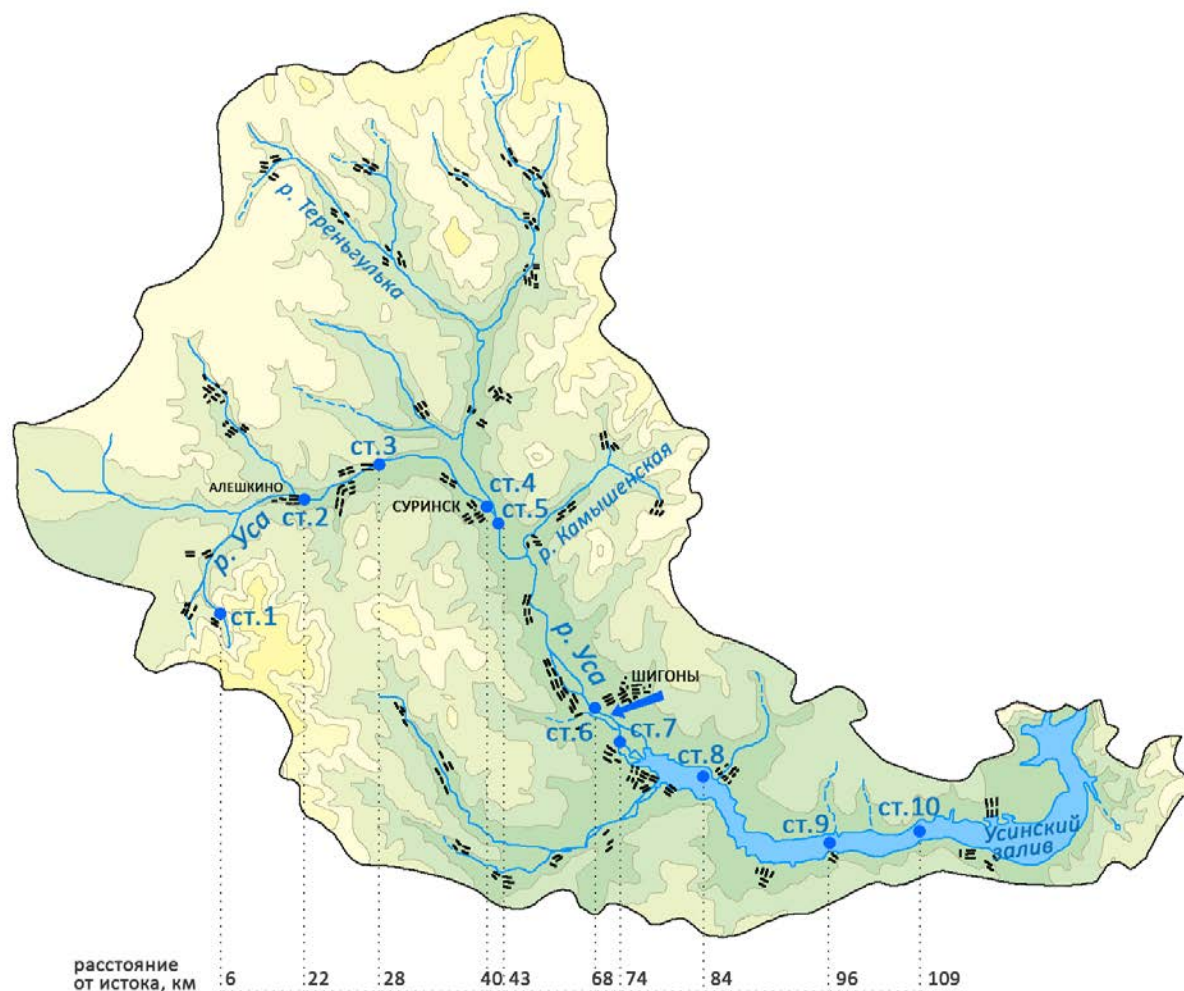 р. Тереньгулька
ст.3
АЛЕШКИНО
ст.2
СУРИНСК
ст.4
ст.5
р. Камышенская
р. Уса
ст.1
р. Уса
ШИГОНЫ
ст.6
ст.7
ст.8
ст.9
ст.10
Усинский
залив
расстояние
от истока, км
6 22 28 40 43 68 74 84 96 109